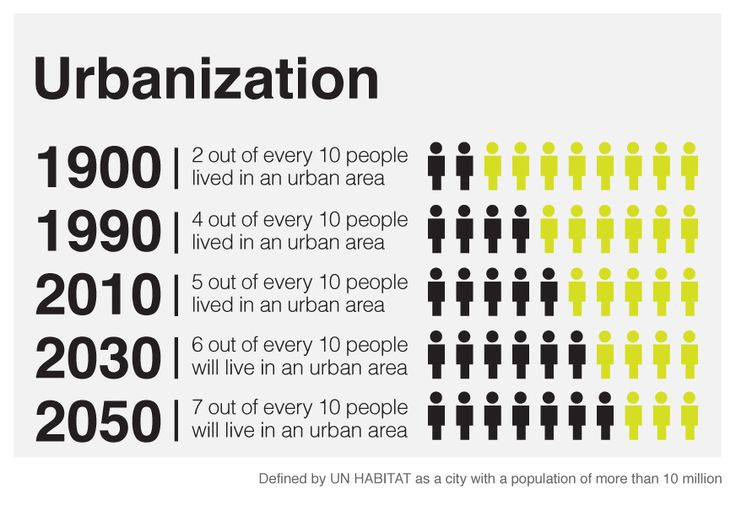 Urbanization
1900
2 out of every 10 people
lived in an urban area
1990
4 out of every 10 people
lived in an urban area
2010
5 out of every 10 people
lived in an urban area
2030
6 out of every 10 people
will live in an urban area
2050
7 out of every 10 people
will live in an urban area
Defined by UN HABITAT as a city with a population of more than 10 million